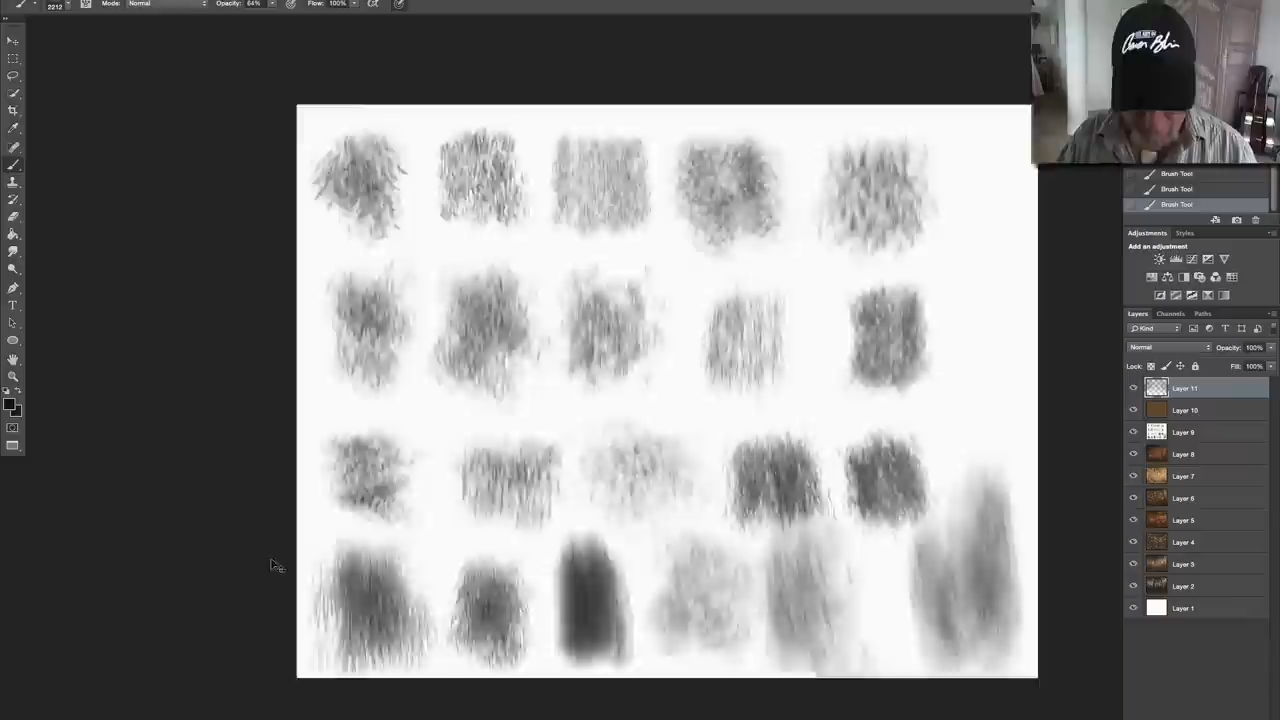 2212 Mode: Normal Opacity: 64% Flow: 100%
Brush Tool
Brush Tool
Brush Tool
Adjustments Styles
Add an adjustment
Layers Channels Paths
Kind
Normal Opacity: 100%
Lock: Fill: 100%
Layer 11
Layer 10
Layer 9
Layer 8
Layer 7
Layer 6
Layer 5
Layer 4
Layer 3
Layer 2
Layer 1